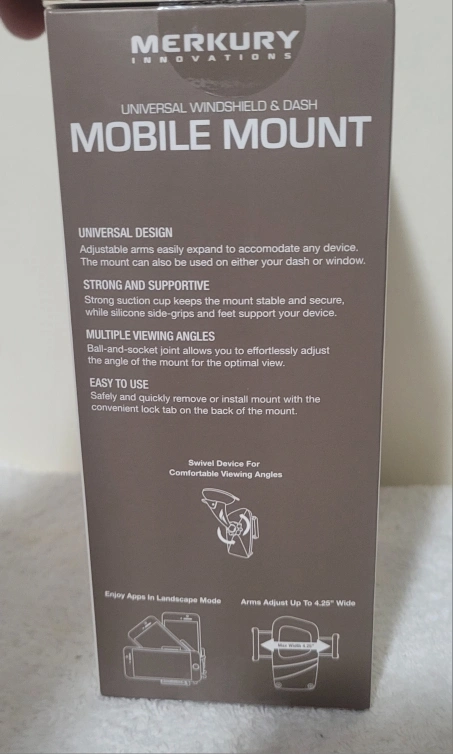 MERKURY
INNOVATIONS
UNIVERSAL WINDSHIELD & DASH
MOBILE MOUNT
UNIVERSAL DESIGN
Adjustable arms easily expand to accomodate any device.
The mount can also be used on either your dash or window.
STRONG AND SUPPORTIVE
Strong suction cup keeps the mount stable and secure,
while silicone side-grips and feet support your device.
MULTIPLE VIEWING ANGLES
Ball-and-socket joint allows you to effortlessly adjust
the angle of the mount for the optimal view.
EASY TO USE
Safely and quickly remove or install mount with the
convenient lock tab on the back of the mount.
Swivel Device For
Comfortable Viewing Angles
Enjoy Apps In Landscape Mode
Arms Adjust Up To 4.25" Wide
Max Width 4.25"